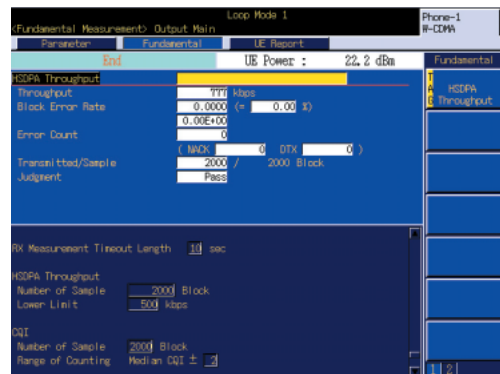 Loop Mode 1
Phone-1
<Fundamental Measurement> Output Main
W-CDMA
Parameter Fundamental UE Report
End UE Power : 22.2 dBm Fundamental
HSDPA Throughput
TAG
HSDPA
Throughput
Throughput 777 kbps
Block Error Rate 0.0000 (= 0.00 %)
0.00E+00
Error Count 0
( NACK 0 DTX 0 )
Transmitted/Sample 2000 / 2000 Block
Judgment Pass
RX Measurement Timeout Length 10 sec
HSDPA Throughput
Number of Sample 2000 Block
Lower Limit 500 kbps
CQI
Number of Sample 2000 Block
Range of Counting Median CQI ± 2
1 2